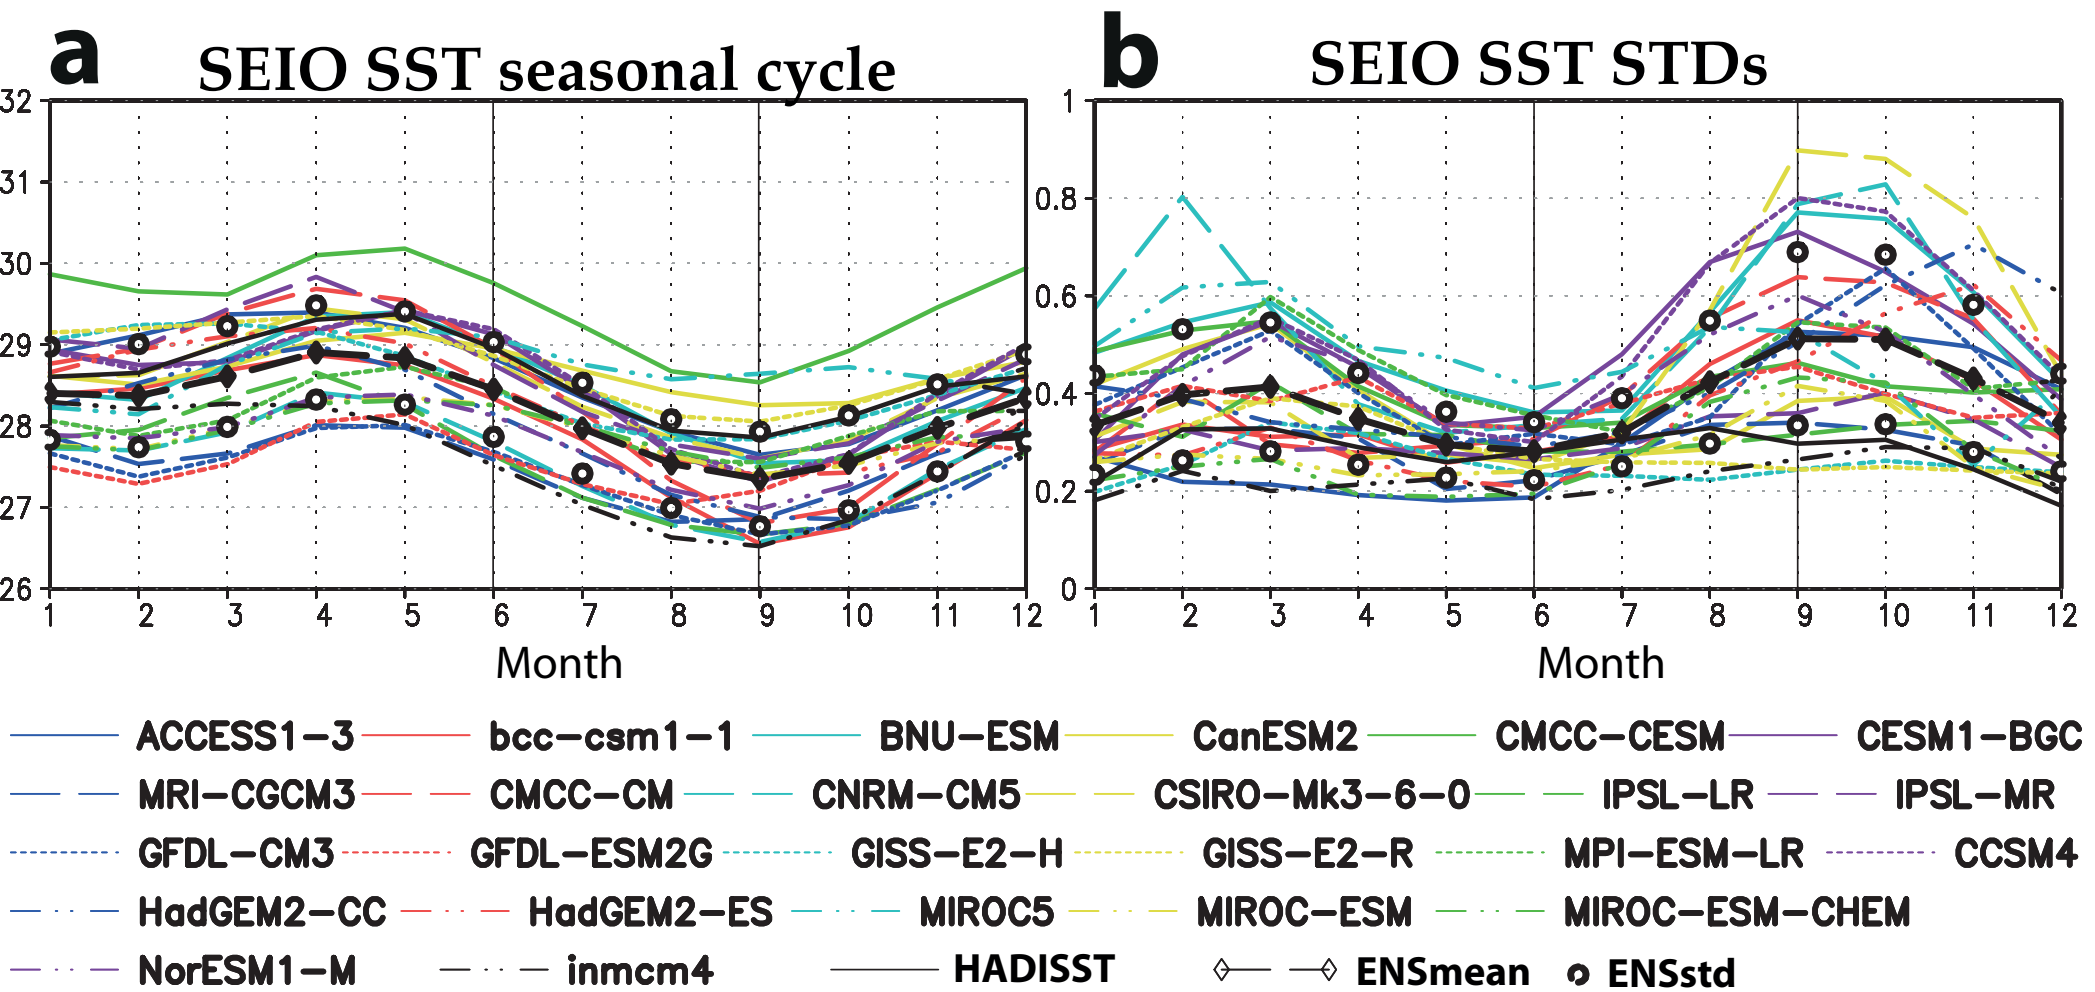 a SEIO SST seasonal cycle
b SEIO SST STDs
32
31
30
29
28
27
26
1 2 3 4 5 6 7 8 9 10 11 12
Month
1
0.8
0.6
0.4
0.2
0
1 2 3 4 5 6 7 8 9 10 11 12
Month
ACCESS1-3 bcc-csm1-1 BNU-ESM CanESM2 CMCC-CESM CESM1-BGC
MRI-CGCM3 CMCC-CM CNRM-CM5 CSIRO-Mk3-6-0 IPSL-LR IPSL-MR
GFDL-CM3 GFDL-ESM2G GISS-E2-H GISS-E2-R MPI-ESM-LR CCSM4
HadGEM2-CC HadGEM2-ES MIROC5 MIROC-ESM MIROC-ESM-CHEM
NorESM1-M inmcm4 HADISST ENSmean ENSstd